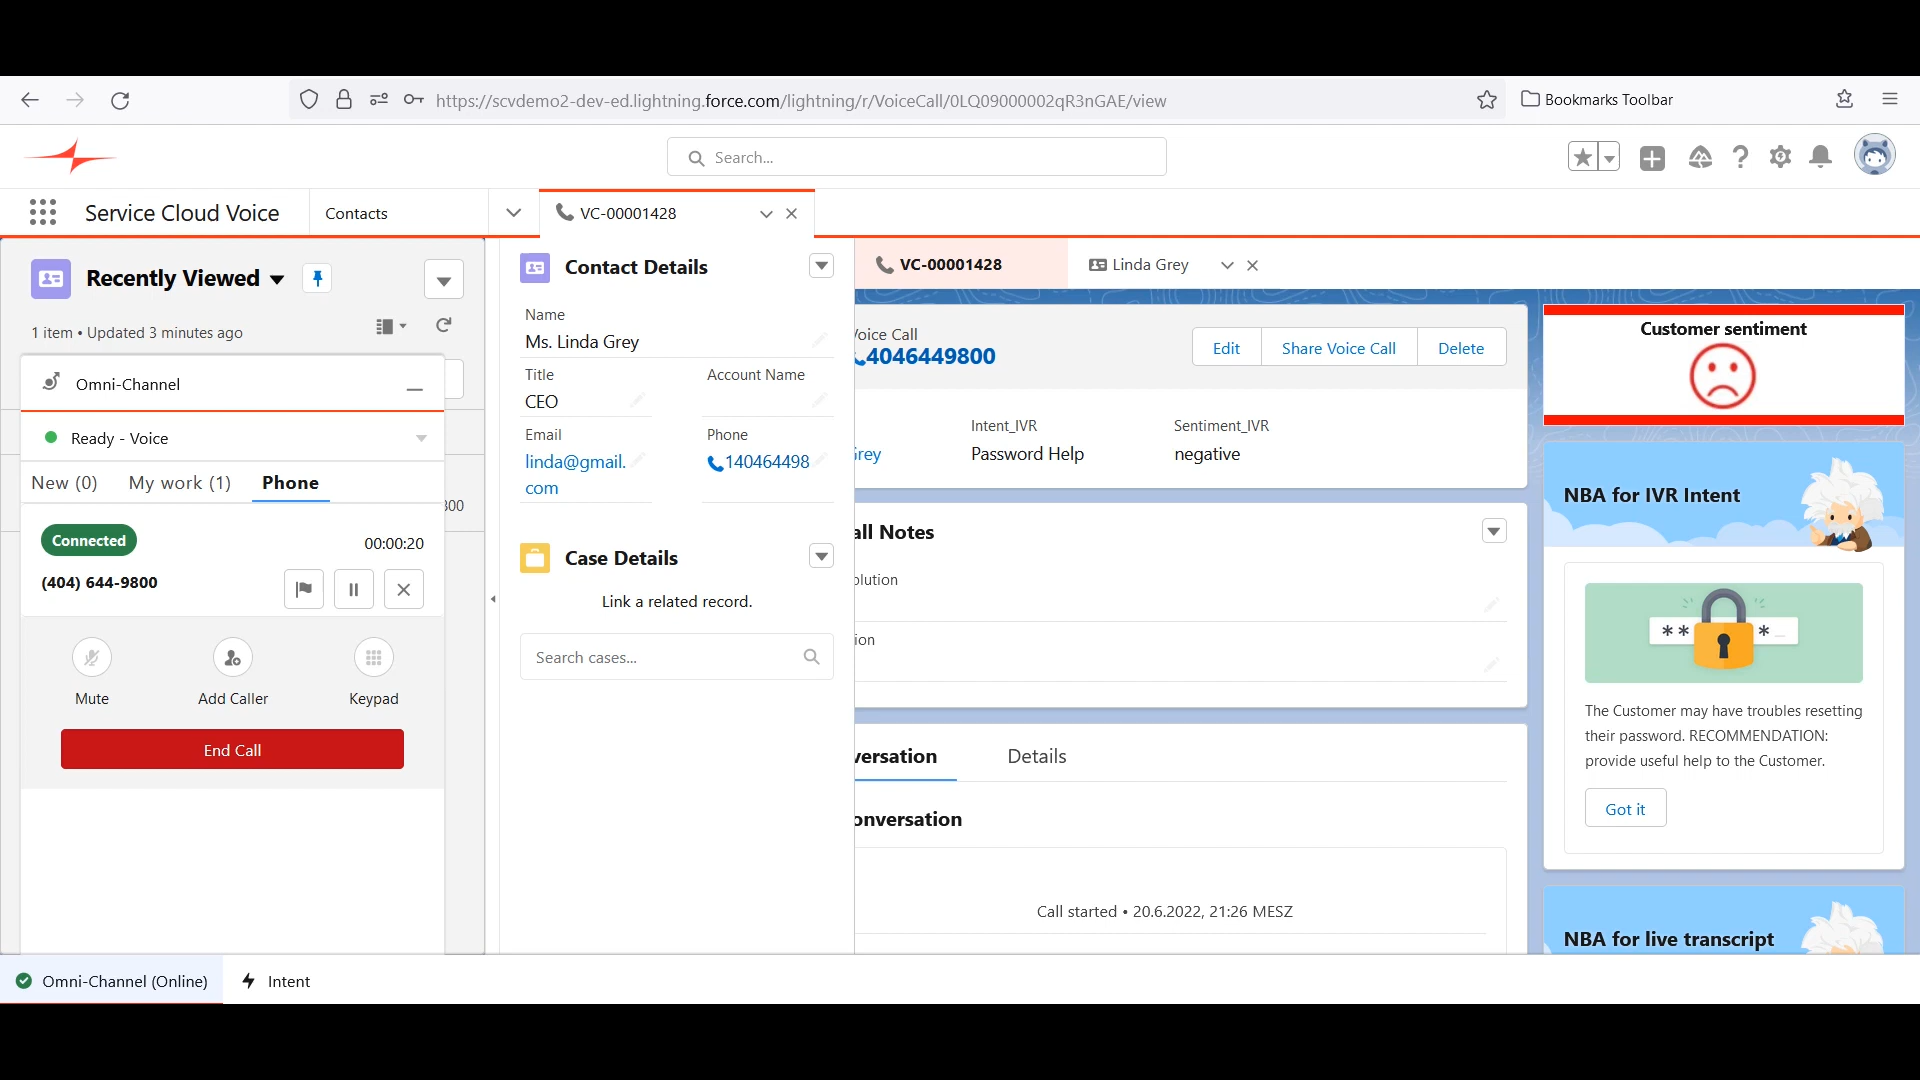 https://scvdemo2-dev-ed.lightning.force.com/lightning/r/VoiceCall/0LQ09000002qR3nGAE/view
Bookmarks Toolbar
Search...
Service Cloud Voice
Contacts
VC-00001428
Recently Viewed
1 item • Updated 3 minutes ago
Omni-Channel
Ready - Voice
New (0)
My work (1)
Phone
Connected
00:00:20
(404) 644-9800
Mute
Add Caller
Keypad
End Call
Contact Details
Name
Ms. Linda Grey
Title
Account Name
CEO
Email
Phone
linda@gmail.
com
140464498
Case Details
Link a related record.
Search cases...
VC-00001428
Linda Grey
Voice Call
4046449800
Edit
Share Voice Call
Delete
Intent_IVR
Sentiment_IVR
Password Help
negative
all Notes
Details
Call started • 20.6.2022, 21:26 MESZ
Customer sentiment
NBA for IVR Intent
** *_
The Customer may have troubles resetting
their password. RECOMMENDATION:
provide useful help to the Customer.
Got it
NBA for live transcript
Omni-Channel (Online)
Intent